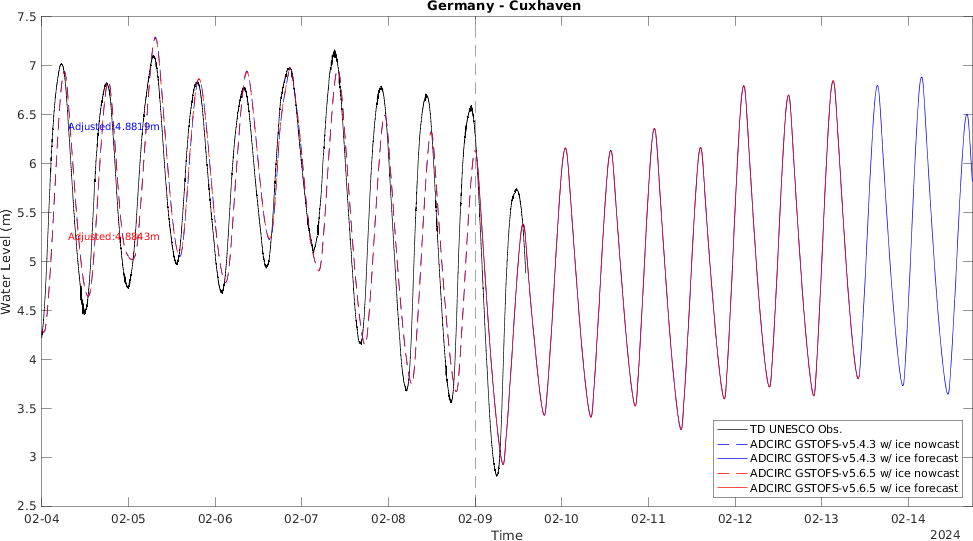 Germany - Cuxhaven
7.5
7
6.5
6
5.5
5
4.5
4
3.5
3
2.5
Water Level (m)
Adjusted:4.8819m
Adjusted:4.8843m
TD UNESCO Obs.
ADCIRC GSTOFS-v5.4.3 w/ ice nowcast
ADCIRC GSTOFS-v5.4.3 w/ ice forecast
ADCIRC GSTOFS-v5.6.5 w/ ice nowcast
ADCIRC GSTOFS-v5.6.5 w/ ice forecast
02-04 02-05 02-06 02-07 02-08 02-09 02-10 02-11 02-12 02-13 02-14
Time
2024